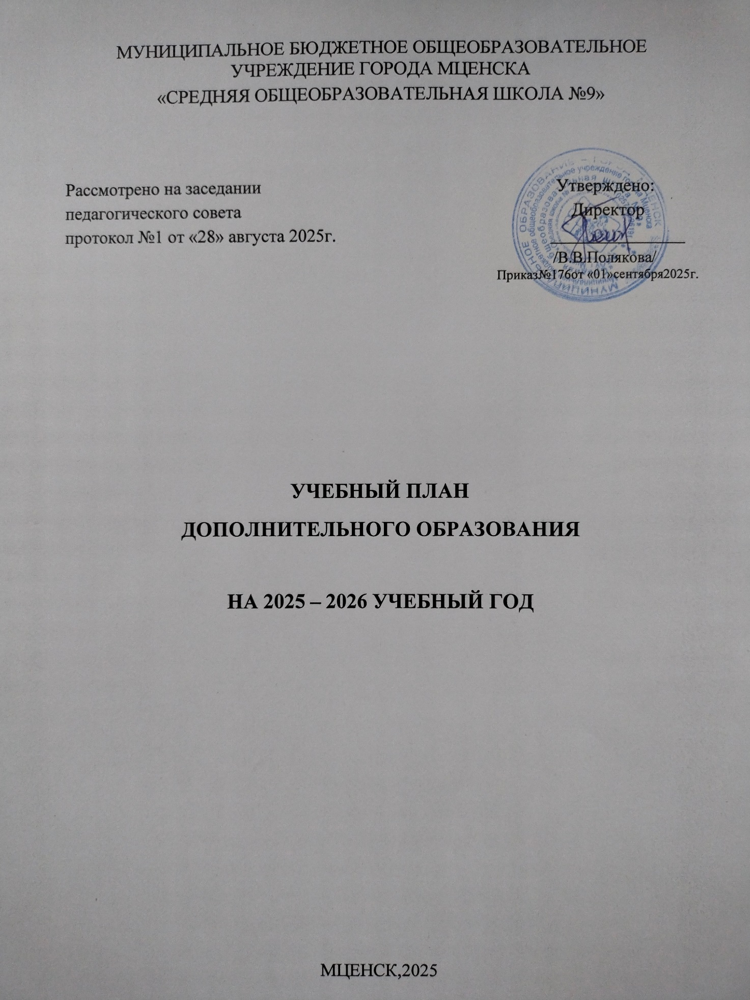 МУНИЦИПАЛЬНОЕ БЮДЖЕТНОЕ ОБЩЕОБРАЗОВАТЕЛЬНОЕ
УЧРЕЖДЕНИЕ ГОРОДА МЦЕНСКА
«СРЕДНЯЯ ОБЩЕОБРАЗОВАТЕЛЬНАЯ ШКОЛА №9»
Рассмотрено на заседании
педагогического совета
протокол №1 от «28» августа 2025г.
Утверждено:
Директор
/В.В.Полякова/
Приказ№176от «01»сентября2025г.
УЧЕБНЫЙ ПЛАН
ДОПОЛНИТЕЛЬНОГО ОБРАЗОВАНИЯ
НА 2025 – 2026 УЧЕБНЫЙ ГОД
МЦЕНСК,2025